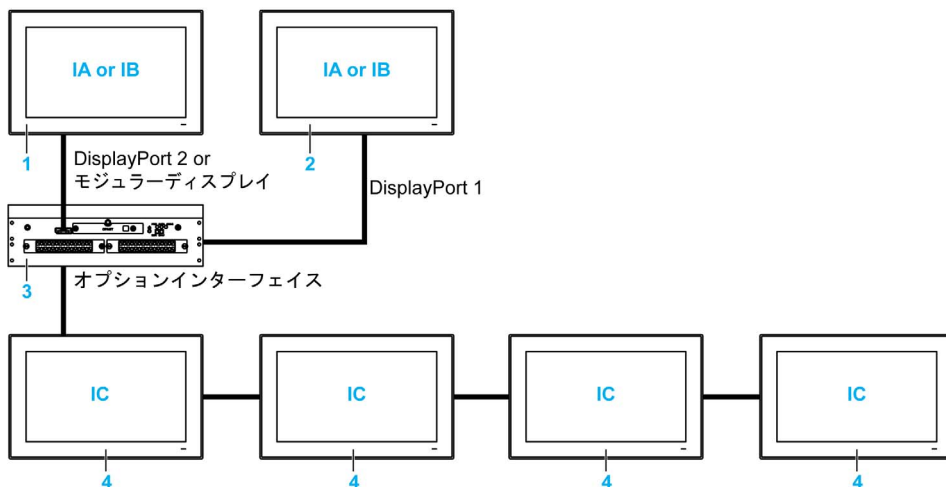 IA or IB
IA or IB
1
2
DisplayPort 2 or
モジュラーディスプレイ
DisplayPort 1
3
オプションインターフェイス
IC
IC
IC
IC
4
4
4
4